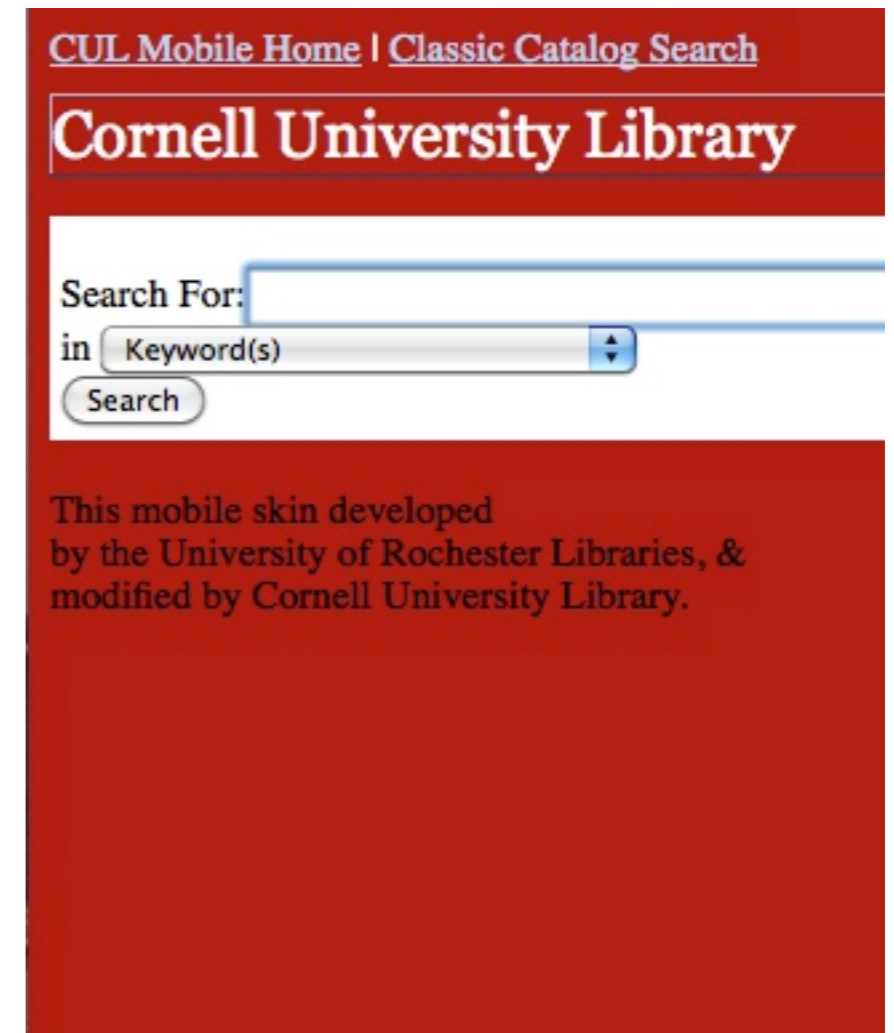 CUL Mobile Home | Classic Catalog Search
Cornell University Library
Search For:
in Keyword(s)
Search
This mobile skin developed
by the University of Rochester Libraries, &
modified by Cornell University Library.